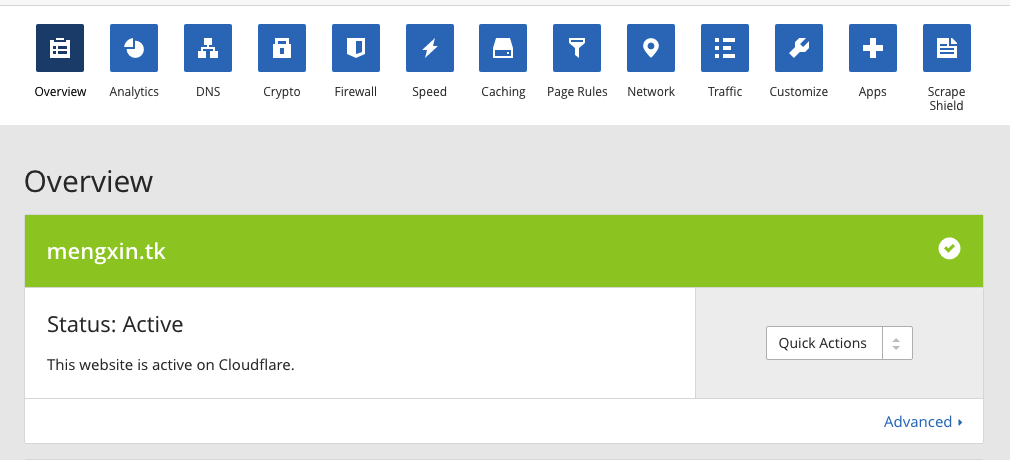 Overview Analytics DNS Crypto Firewall Speed Caching Page Rules Network Traffic Customize Apps Scrape Shield
Overview
mengxin.tk
Status: Active
This website is active on Cloudflare.
Quick Actions
Advanced